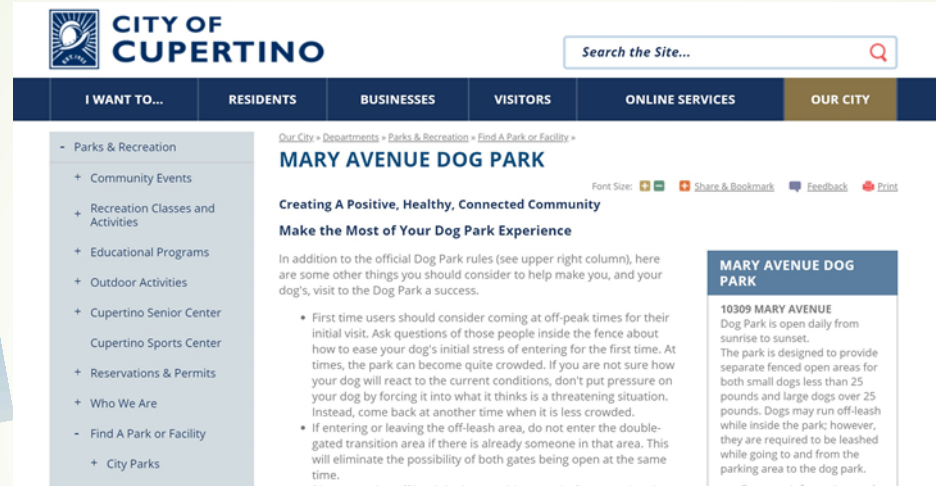 CITY OF
CUPERTINO
Search the Site...
I WANT TO...
RESIDENTS
BUSINESSES
VISITORS
ONLINE SERVICES
OUR CITY
- Parks & Recreation
+ Community Events
+ Recreation Classes and
Activities
+ Educational Programs
+ Outdoor Activities
+ Cupertino Senior Center
Cupertino Sports Center
+ Reservations & Permits
+ Who We Are
- Find A Park or Facility
+ City Parks
Our City » Departments » Parks & Recreation » Find A Park or Facility »
MARY AVENUE DOG PARK
Font Size: + - Share & Bookmark Feedback Print
Creating A Positive, Healthy, Connected Community
Make the Most of Your Dog Park Experience
In addition to the official Dog Park rules (see upper right column), here
are some other things you should consider to help make you, and your
dog's, visit to the Dog Park a success.
• First time users should consider coming at off-peak times for their
initial visit. Ask questions of those people inside the fence about
how to ease your dog's initial stress of entering for the first time. At
times, the park can become quite crowded. If you are not sure how
your dog will react to the current conditions, don't put pressure on
your dog by forcing it into what it thinks is a threatening situation.
Instead, come back at another time when it is less crowded.
• If entering or leaving the off-leash area, do not enter the double-
gated transition area if there is already someone in that area. This
will eliminate the possibility of both gates being open at the same
time.
MARY AVENUE DOG
PARK
10309 MARY AVENUE
Dog Park is open daily from
sunrise to sunset.
The park is designed to provide
separate fenced open areas for
both small dogs less than 25
pounds and large dogs over 25
pounds. Dogs may run off-leash
while inside the park; however,
they are required to be leashed
while going to and from the
parking area to the dog park.